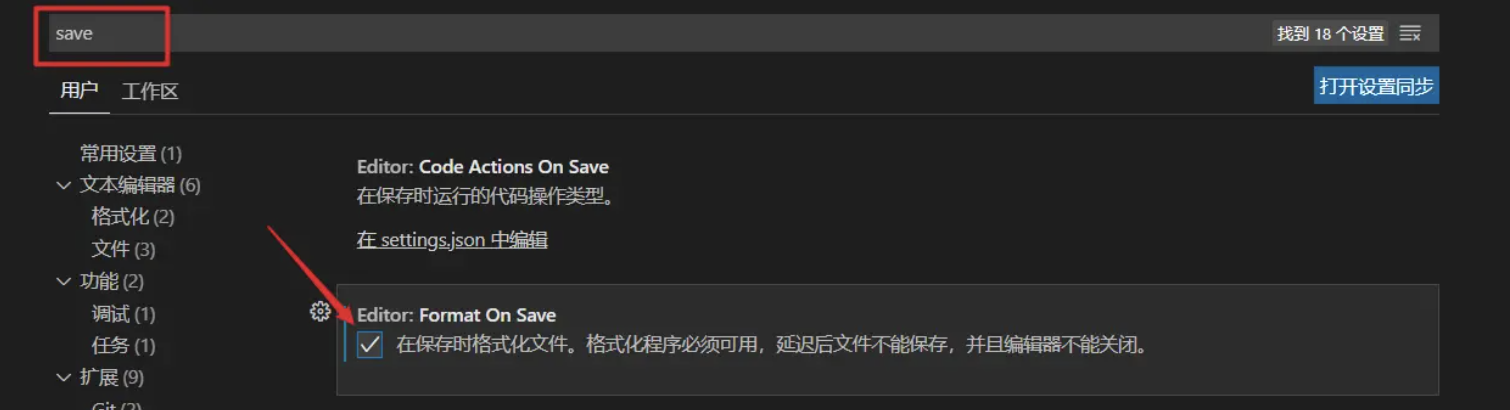 save
找到 18 个设置
用户 工作区
打开设置同步
常用设置 (1)
文本编辑器 (6)
格式化 (2)
文件 (3)
功能 (2)
调试 (1)
任务 (1)
扩展 (9)
Git (2)
Editor: Code Actions On Save
在保存时运行的代码操作类型。
在 settings.json 中编辑
Editor: Format On Save
在保存时格式化文件。格式化程序必须可用，延迟后文件不能保存，并且编辑器不能关闭。